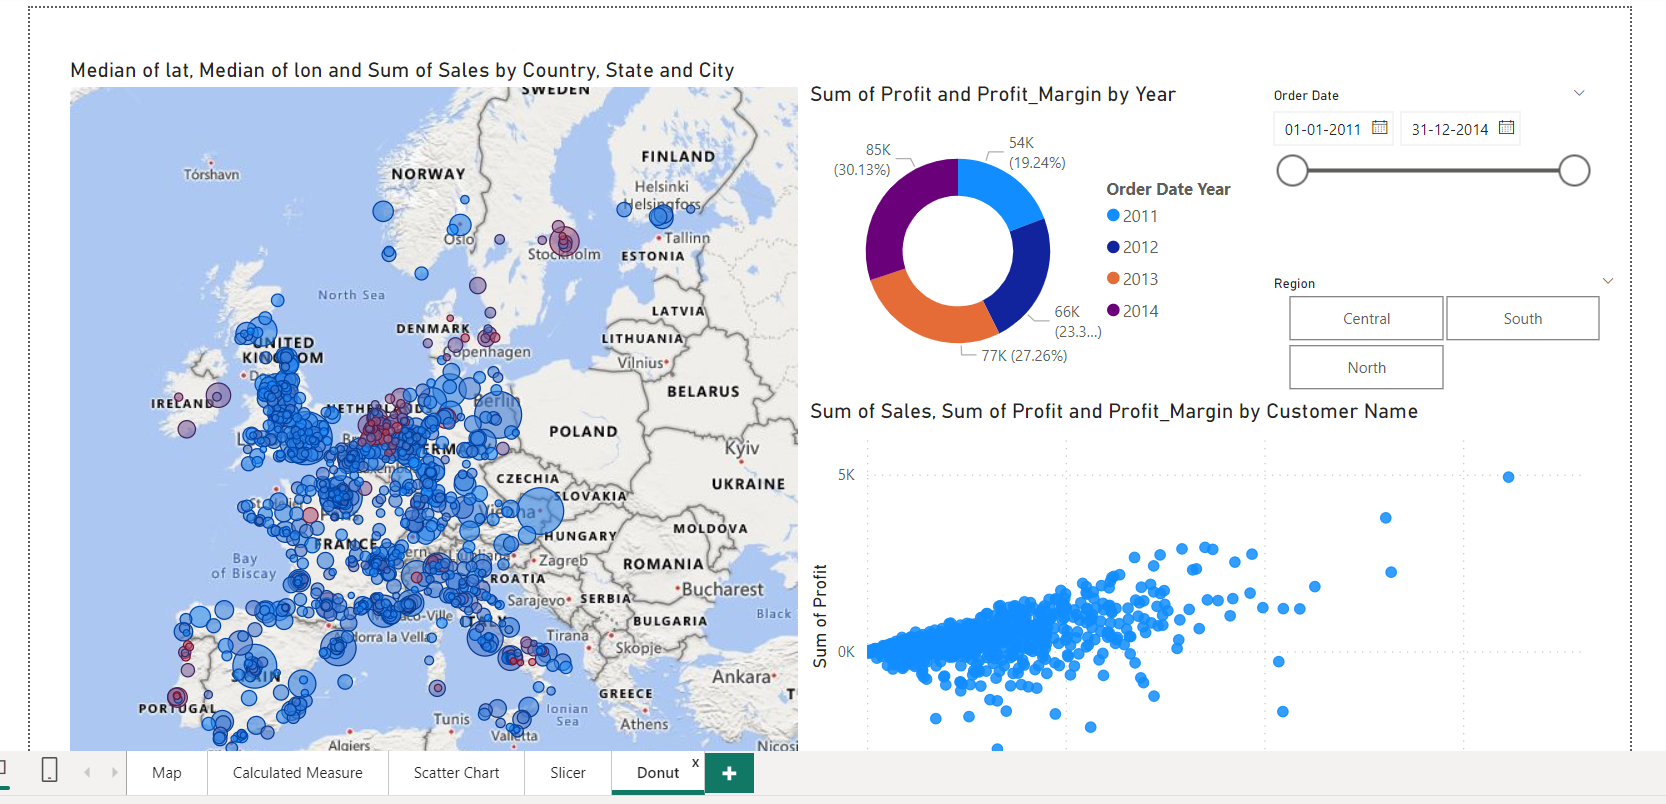 Median of lat, Median of lon and Sum of Sales by Country, State and City
SWEDEN
FINLAND
Tórshavn
NORWAY
Helsinki
Helsingfors
Oslo
Tallinn
Stockholm
ESTONIA
North Sea
LATVIA
DENMARK
LITHUANIA
Copenhagen
UNITED
KINGDOM
Vilnius
BELARUS
IRELAND
NETHERLANDS
Berlin
POLAND
Kyiv
CZECHIA
UKRAINE
SLOVAKIA
Vienna
MOLDOVA
HUNGARY
FRANCE
Ljubljana
Bay
of Biscay
Zagreb
ROMANIA
CROATIA
Bucharest
Sarajevo
SERBIA
Black
BULGARIA
Andorra la Vella
ITALY
Tirana
Skopje
SPAIN
Ankara
GREECE
PORTUGAL
Ionian
Sea
Tunis
Athens
Valletta
Algiers
Nicosi
Sum of Profit and Profit_Margin by Year
85K
(30.13%)
54K
(19.24%)
66K
(23.3...)
77K (27.26%)
Order Date Year
2011
2012
2013
2014
Order Date
01-01-2011
31-12-2014
Region
Central
South
North
Sum of Sales, Sum of Profit and Profit_Margin by Customer Name
5K
0K
Sum of Profit
Map
Calculated Measure
Scatter Chart
Slicer
Donut
x
+